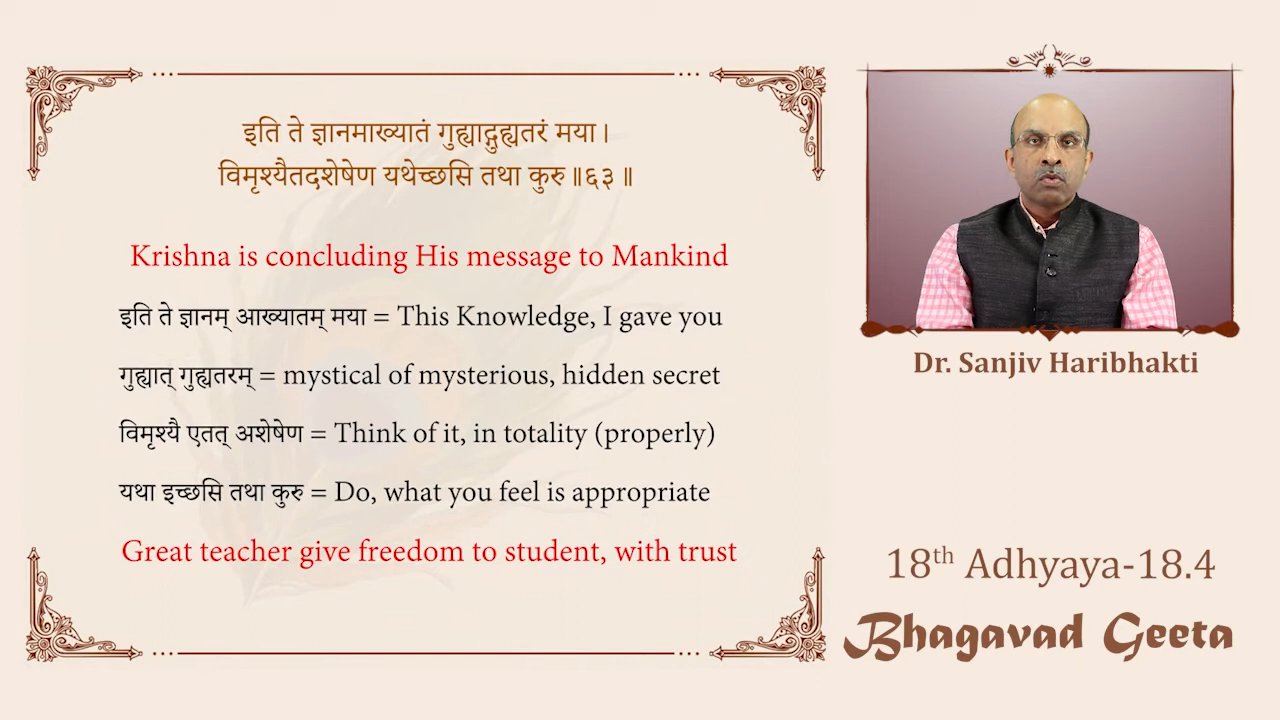 इति ते ज्ञानमाख्यातं गुह्याद्गुह्यतरं मया ।
विमृश्यैतदशेषेण यथेच्छसि तथा कुरु ॥६३॥
Krishna is concluding His message to Mankind
इति ते ज्ञानम् आख्यातम् मया = This Knowledge, I gave you
गुह्यात् गुह्यतरम् = mystical of mysterious, hidden secret
विमृश्यै एतत् अशेषेण = Think of it, in totality (properly)
यथा इच्छसि तथा कुरु = Do, what you feel is appropriate
Great teacher give freedom to student, with trust
Dr. Sanjiv Haribhakti
18th Adhyaya-18.4
Bhagavad Geeta